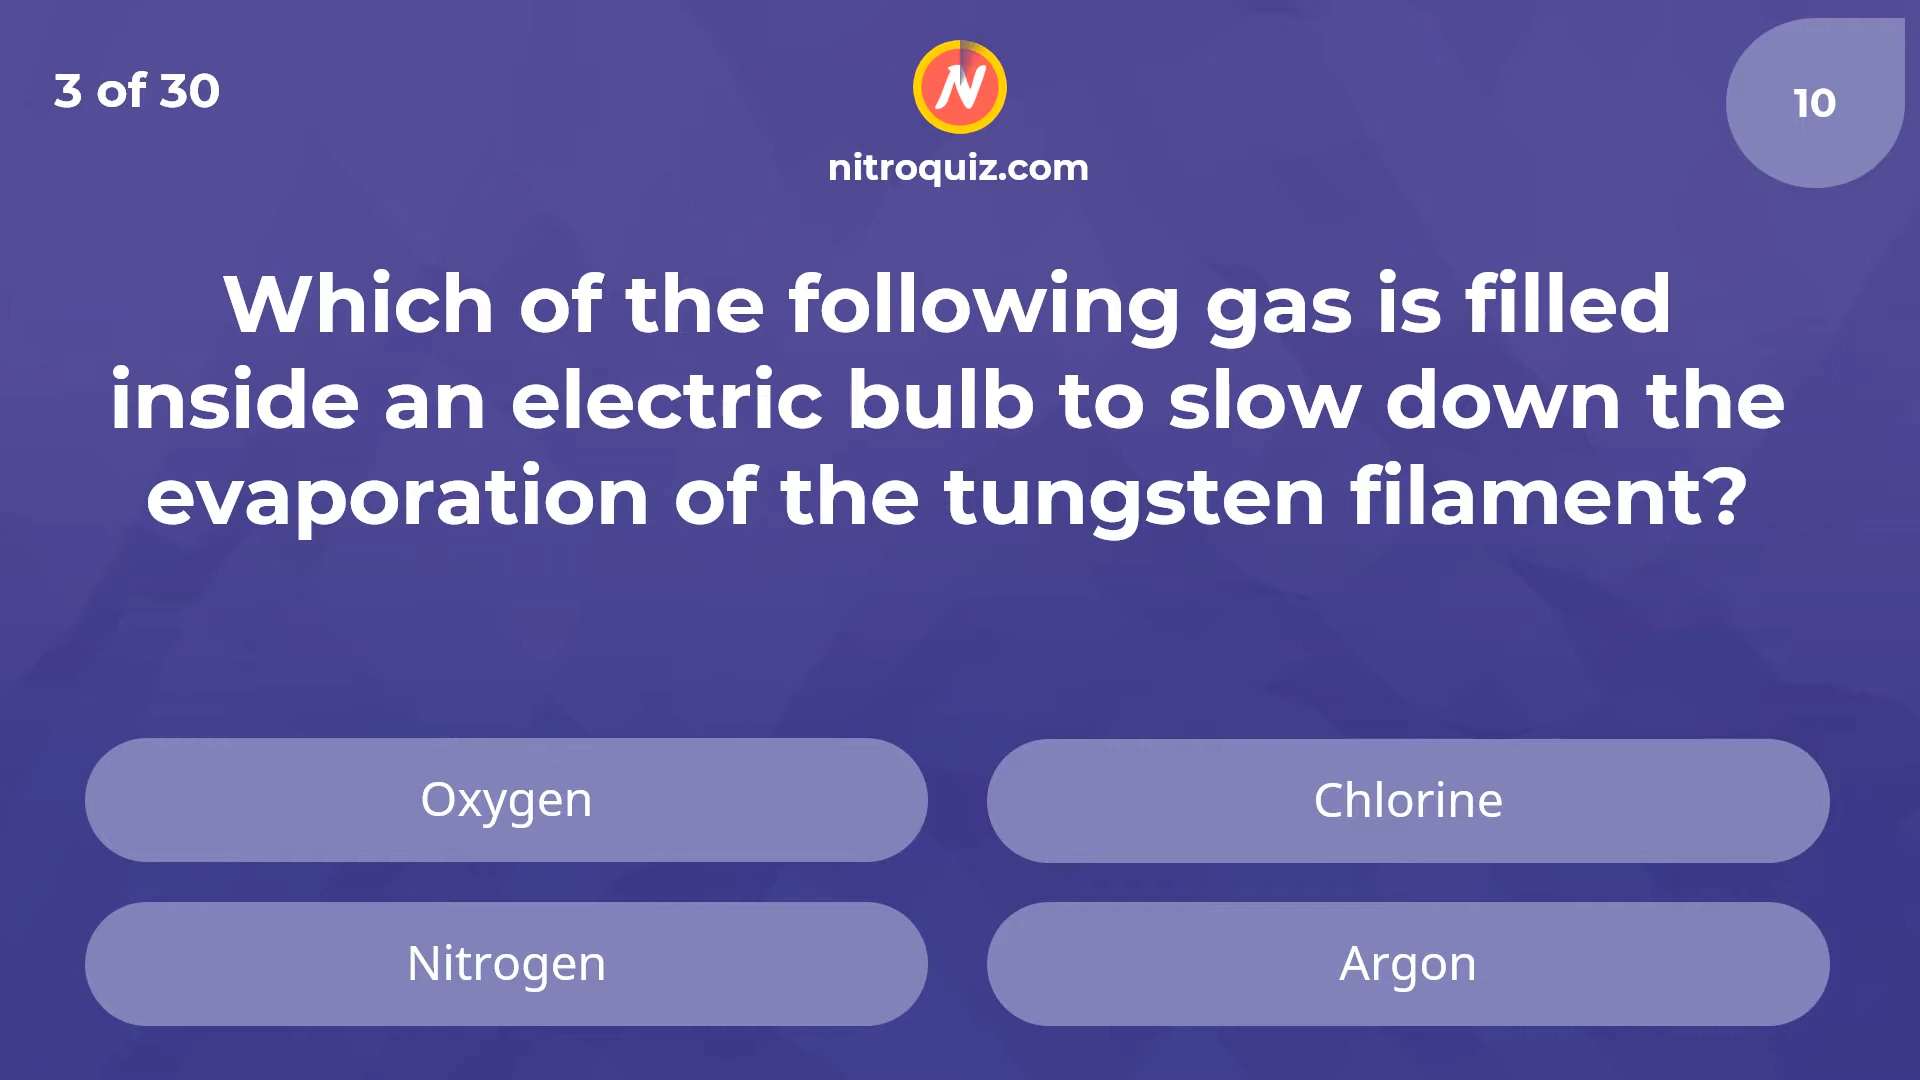 3 of 30
N
nitroquiz.com
10
Which of the following gas is filled
inside an electric bulb to slow down the
evaporation of the tungsten filament?
Oxygen
Chlorine
Nitrogen
Argon